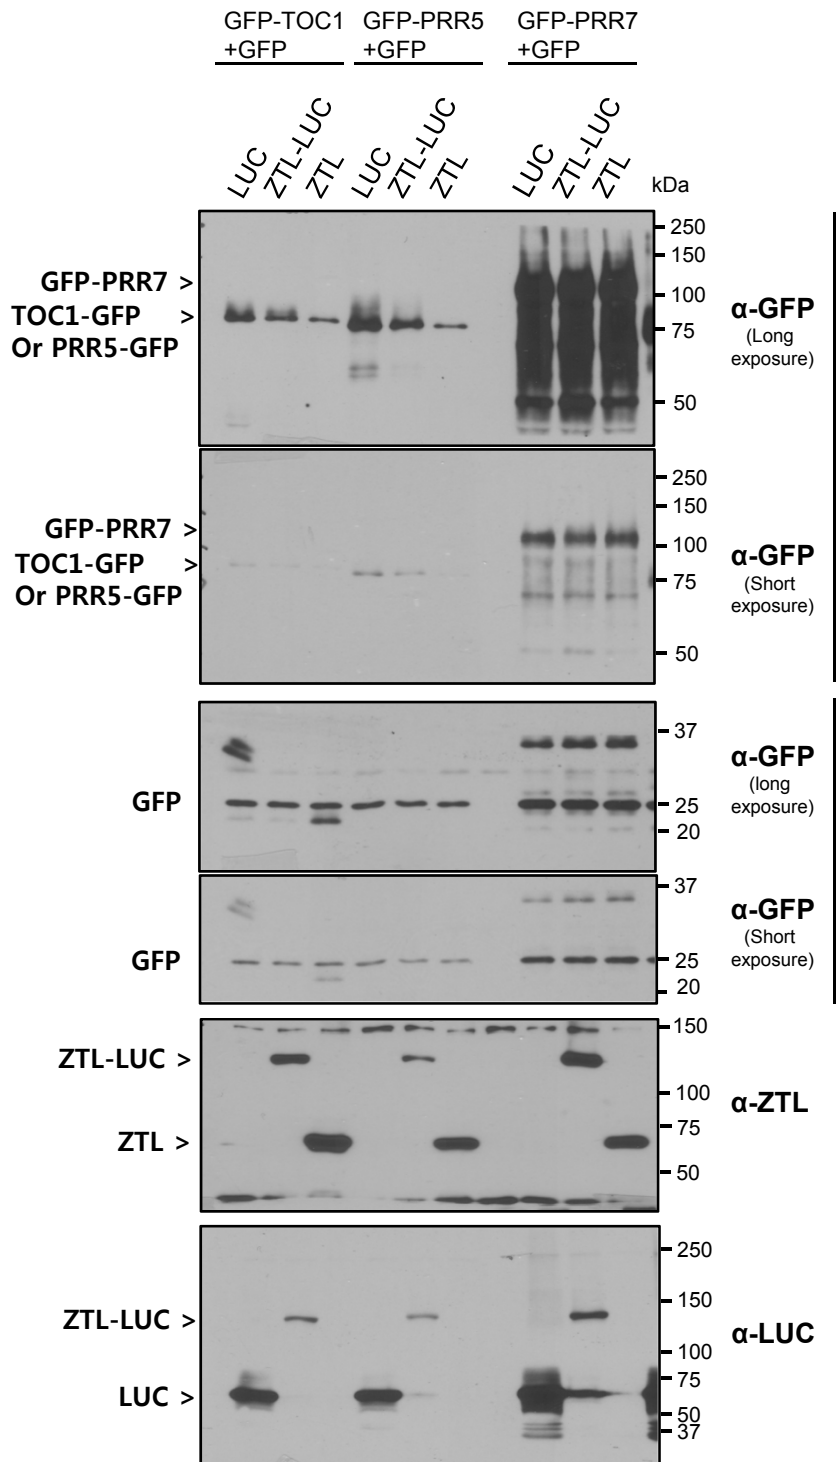 GFP-TOC1 GFP-PRR5 GFP-PRR7
+GFP +GFP +GFP
LUC ZTL-LUC ZTL LUC ZTL-LUC ZTL LUC ZTL-LUC ZTL
kDa
250
150
GFP-PRR7 >
100
TOC1-GFP >
Or PRR5-GFP
75
50
α-GFP
(Long
exposure)
250
150
GFP-PRR7 >
100
TOC1-GFP >
Or PRR5-GFP
75
50
α-GFP
(Short
exposure)
37
GFP
25
20
α-GFP
(long
exposure)
37
GFP
25
20
α-GFP
(Short
exposure)
150
ZTL-LUC >
100
75
ZTL >
50
α-ZTL
250
150
ZTL-LUC >
100
75
LUC >
50
37
α-LUC